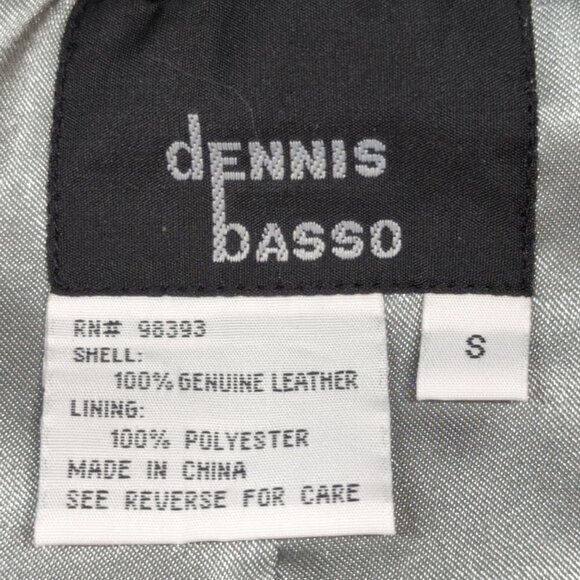 dENNIS
basso
RN# 98393
SHELL:
100% GENUINE LEATHER
LINING:
100% POLYESTER
MADE IN CHINA
SEE REVERSE FOR CARE
S